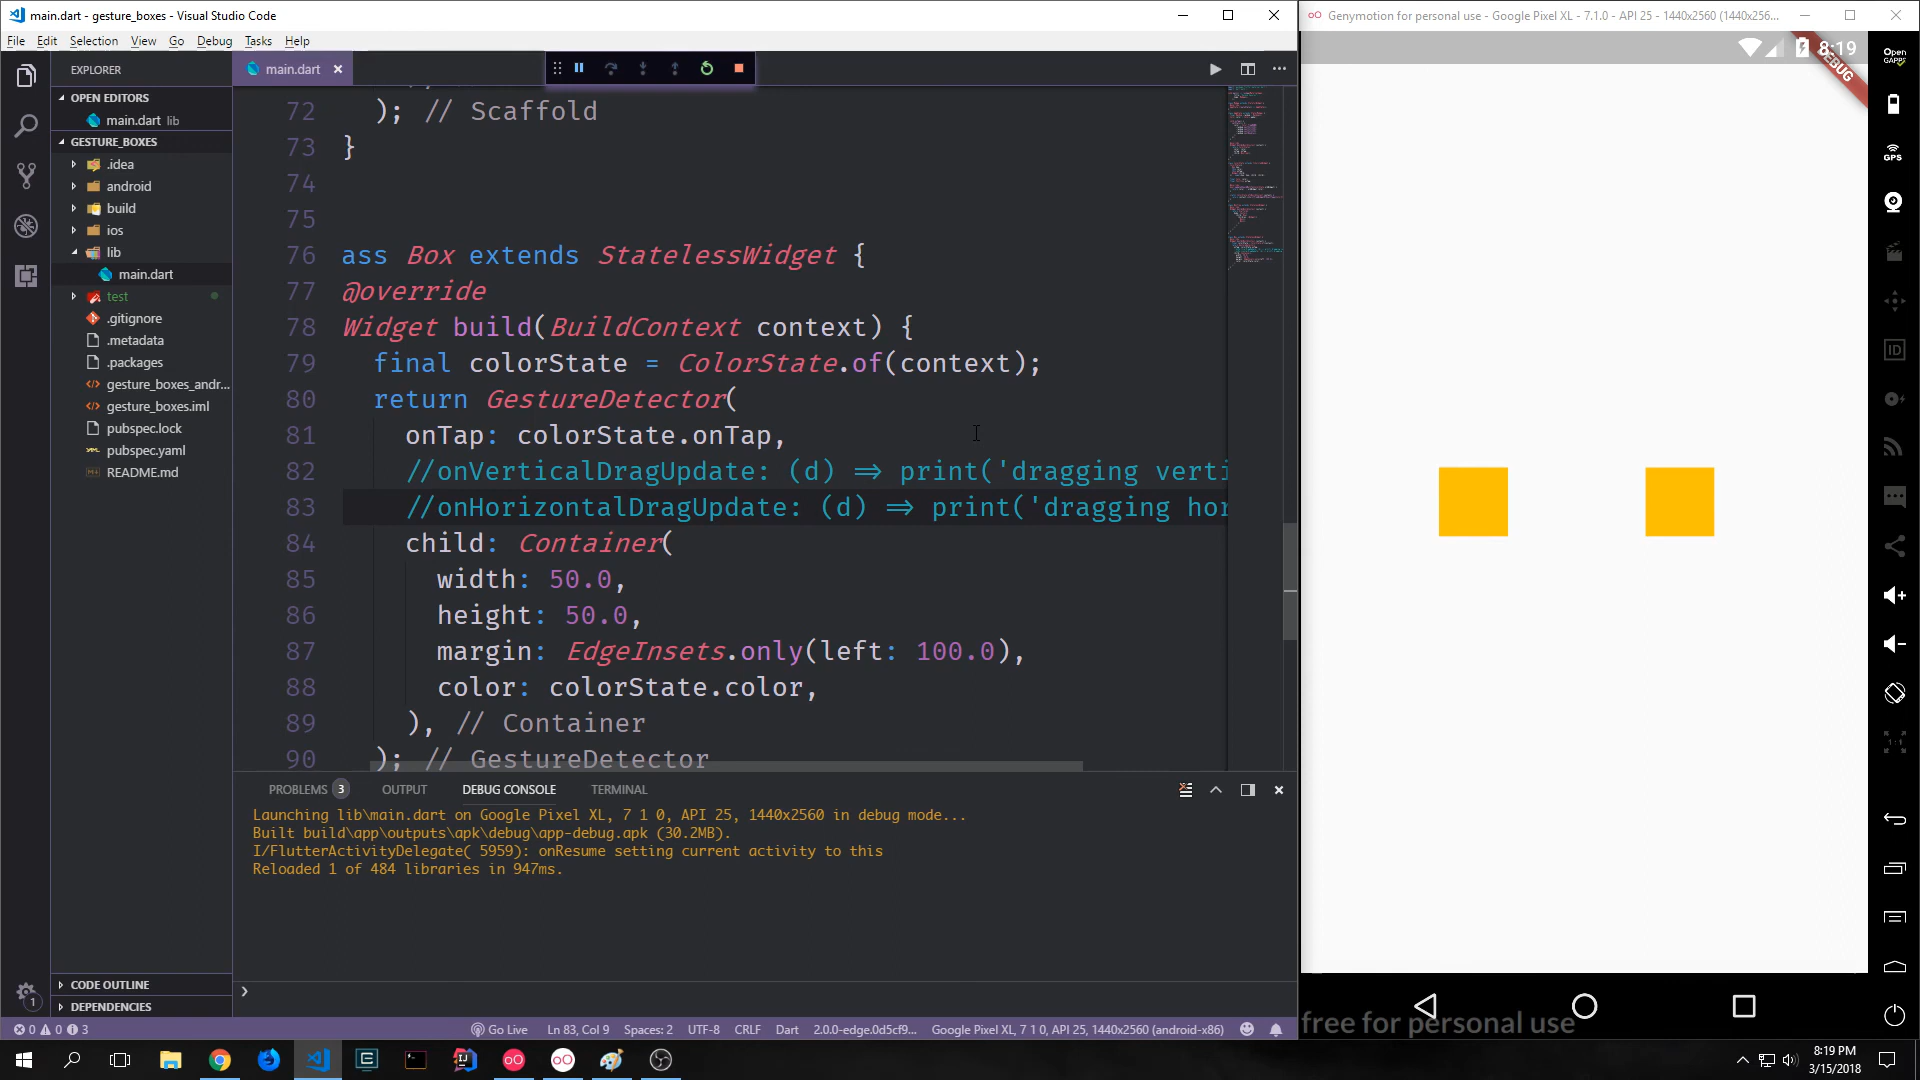 main.dart - gesture_boxes - Visual Studio Code
File Edit Selection View Go Debug Tasks Help
EXPLORER
OPEN EDITORS
main.dart lib
GESTURE_BOXES
.idea
android
build
ios
lib
main.dart
test
.gitignore
.metadata
.packages
gesture_boxes_andr...
gesture_boxes.iml
pubspec.lock
pubspec.yaml
README.md
CODE OUTLINE
DEPENDENCIES
main.dart
72 ); // Scaffold
73 }
74
75
76 ass Box extends StatelessWidget {
77 @override
78 Widget build(BuildContext context) {
79 final colorState = ColorState.of(context);
80 return GestureDetector(
81 onTap: colorState.onTap,
82 //onVerticalDragUpdate: (d) => print('dragging verti
83 //onHorizontalDragUpdate: (d) => print('dragging hor
84 child: Container(
85 width: 50.0,
86 height: 50.0,
87 margin: EdgeInsets.only(left: 100.0),
88 color: colorState.color,
89 ), // Container
90 ); // GestureDetector
PROBLEMS 3 OUTPUT DEBUG CONSOLE TERMINAL
Launching lib\main.dart on Google Pixel XL, 7 1 0, API 25, 1440x2560 in debug mode...
Built build\app\outputs\apk\debug\app-debug.apk (30.2MB).
I/FlutterActivityDelegate( 5959): onResume setting current activity to this
Reloaded 1 of 484 libraries in 947ms.
1
0 0 3
Go Live Ln 83, Col 9 Spaces: 2 UTF-8 CRLF Dart 2.0.0-edge.0d5cf9... Google Pixel XL, 7 1 0, API 25, 1440x2560 (android-x86)
Genymotion for personal use - Google Pixel XL - 7.1.0 - API 25 - 1440x2560 (1440x256...
8:19
DEBUG
Open
GAPPS
GPS
ID
1:1
free for personal use
8:19 PM
3/15/2018